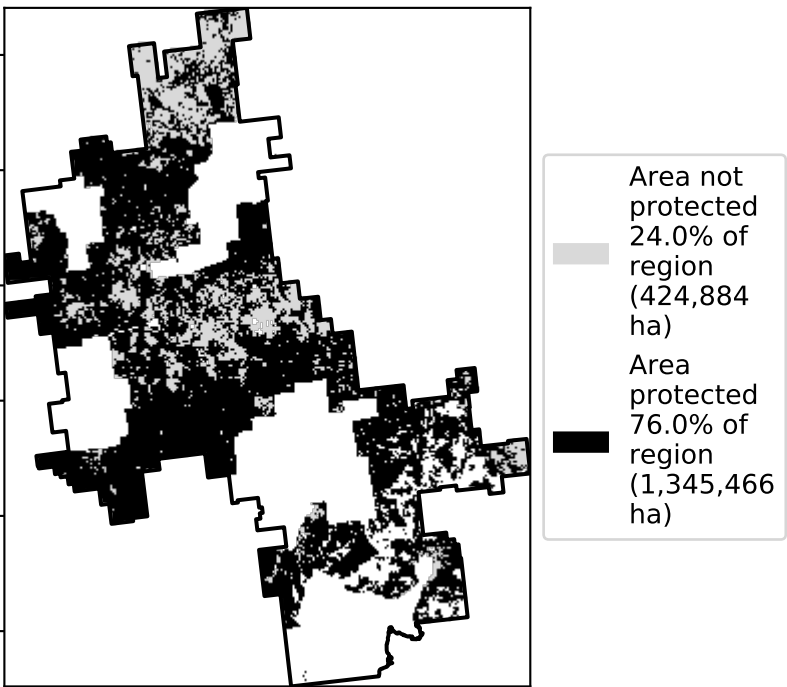 Area not
protected
24.0% of
region
(424,884
ha)
Area
protected
76.0% of
region
(1,345,466
ha)